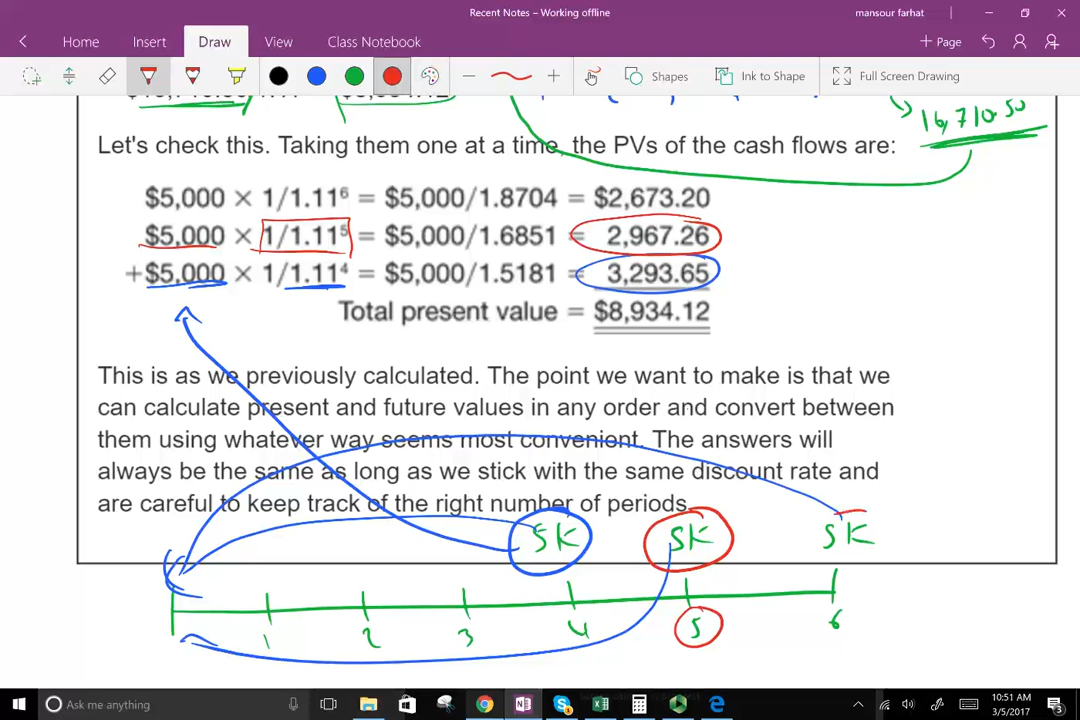 Recent Notes – Working offline
mansour farhat
Home Insert Draw View Class Notebook
Page
Shapes Ink to Shape Full Screen Drawing
16,710.50
Let's check this. Taking them one at a time, the PVs of the cash flows are:
$5,000 × 1/1.11⁶ = $5,000/1.8704 = $2,673.20
$5,000 × 1/1.11⁵ = $5,000/1.6851 = 2,967.26
+$5,000 × 1/1.11⁴ = $5,000/1.5181 = 3,293.65
Total present value = $8,934.12
This is as we previously calculated. The point we want to make is that we
can calculate present and future values in any order and convert between
them using whatever way seems most convenient. The answers will
always be the same as long as we stick with the same discount rate and
are careful to keep track of the right number of periods.
5K 5K 5K
1 2 3 4 5 6
Ask me anything
10:51 AM
3/5/2017
3